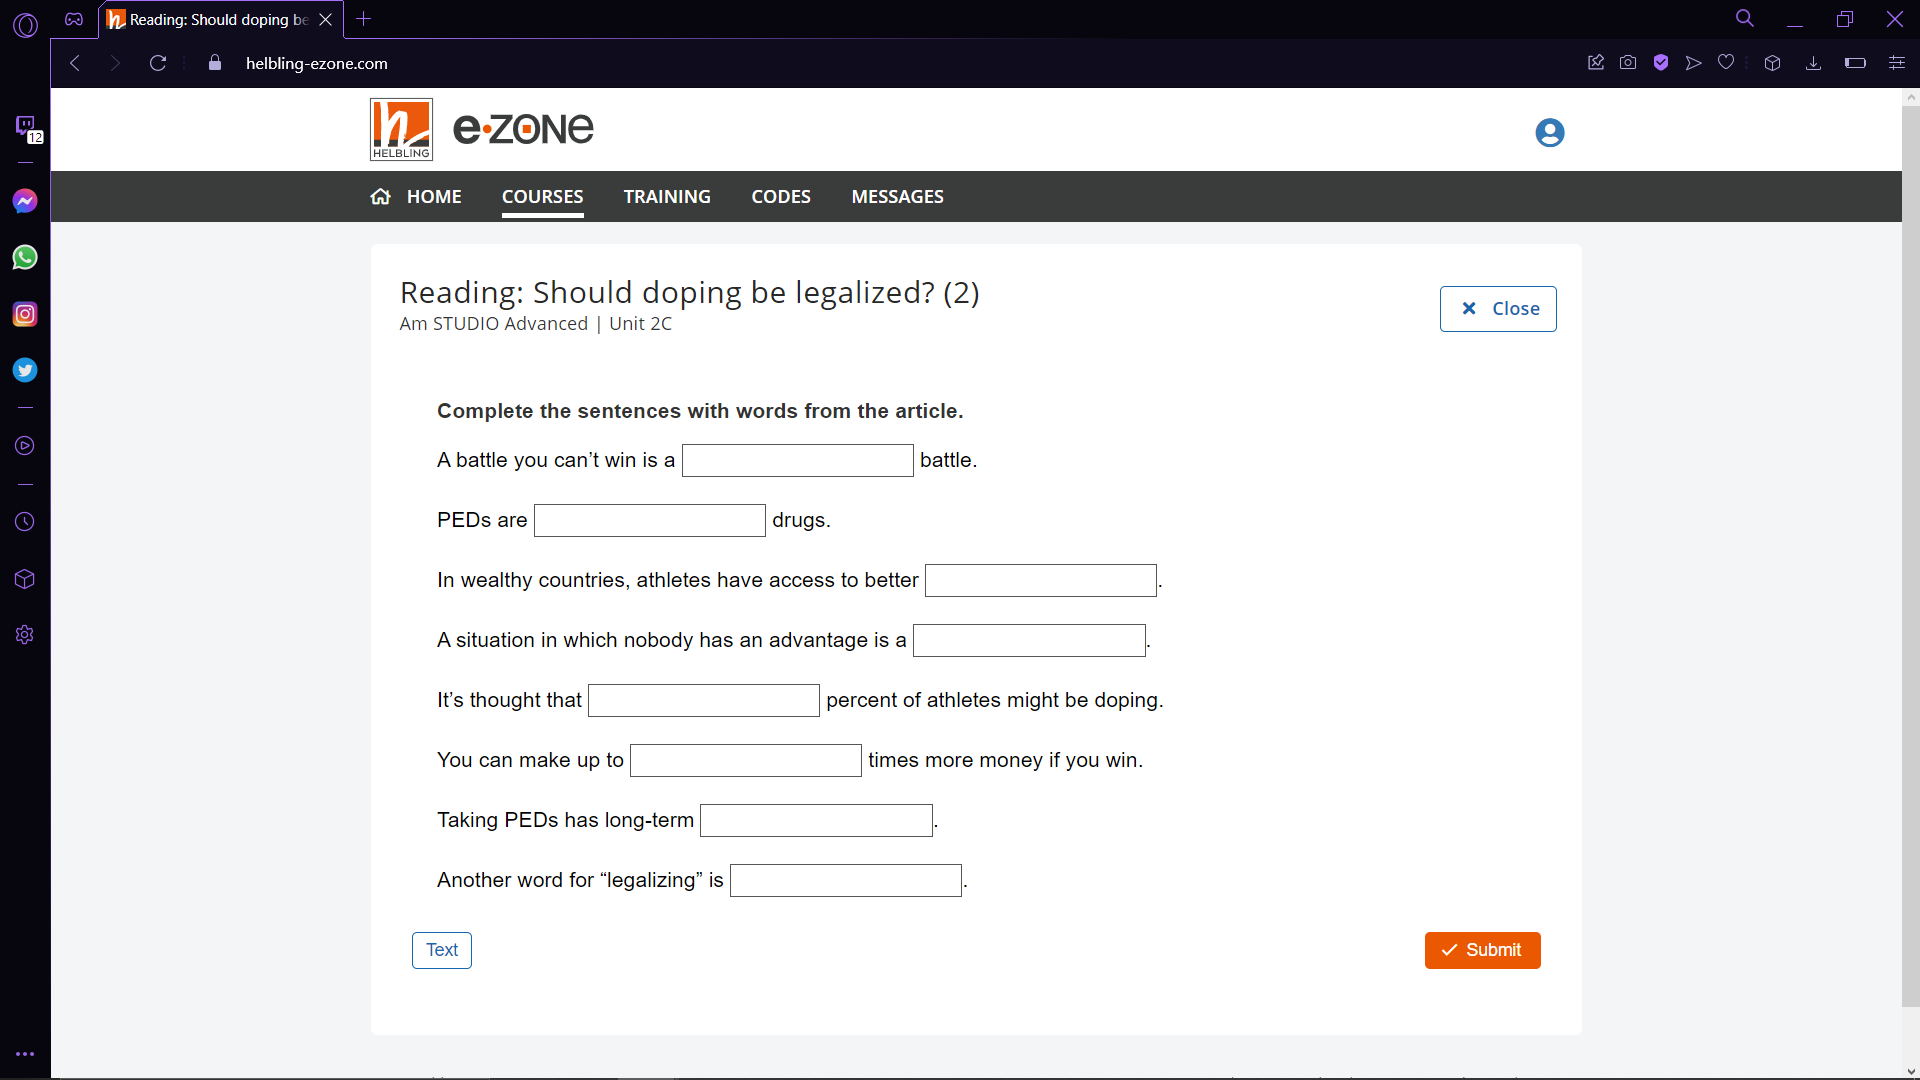 Reading: Should doping be
helbling-ezone.com
12
HELBLING
e·zone
HOME COURSES TRAINING CODES MESSAGES
Reading: Should doping be legalized? (2)
Am STUDIO Advanced | Unit 2C
Close
Complete the sentences with words from the article.
A battle you can’t win is a battle.
PEDs are drugs.
In wealthy countries, athletes have access to better .
A situation in which nobody has an advantage is a .
It’s thought that percent of athletes might be doping.
You can make up to times more money if you win.
Taking PEDs has long-term .
Another word for “legalizing” is .
Text
Submit